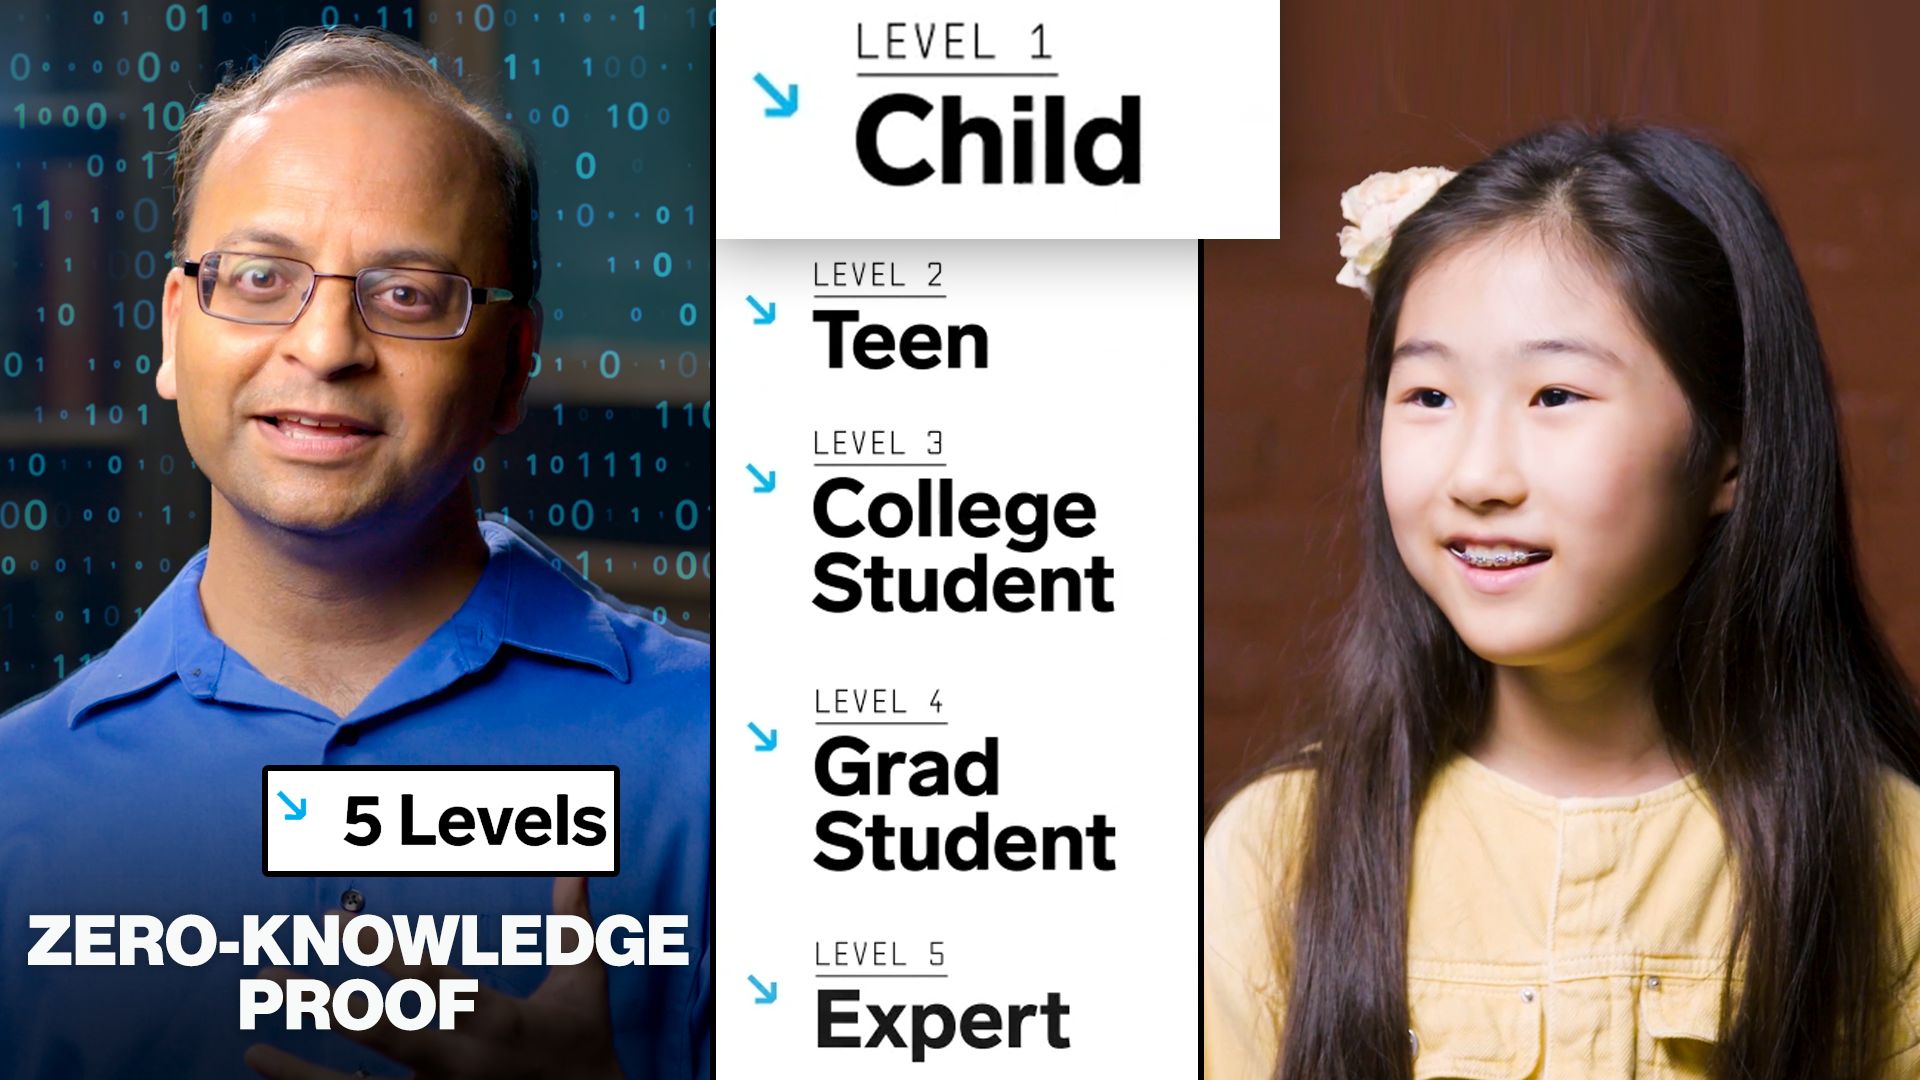 5 Levels
ZERO-KNOWLEDGE
PROOF
LEVEL 1
Child
LEVEL 2
Teen
LEVEL 3
College
Student
LEVEL 4
Grad
Student
LEVEL 5
Expert